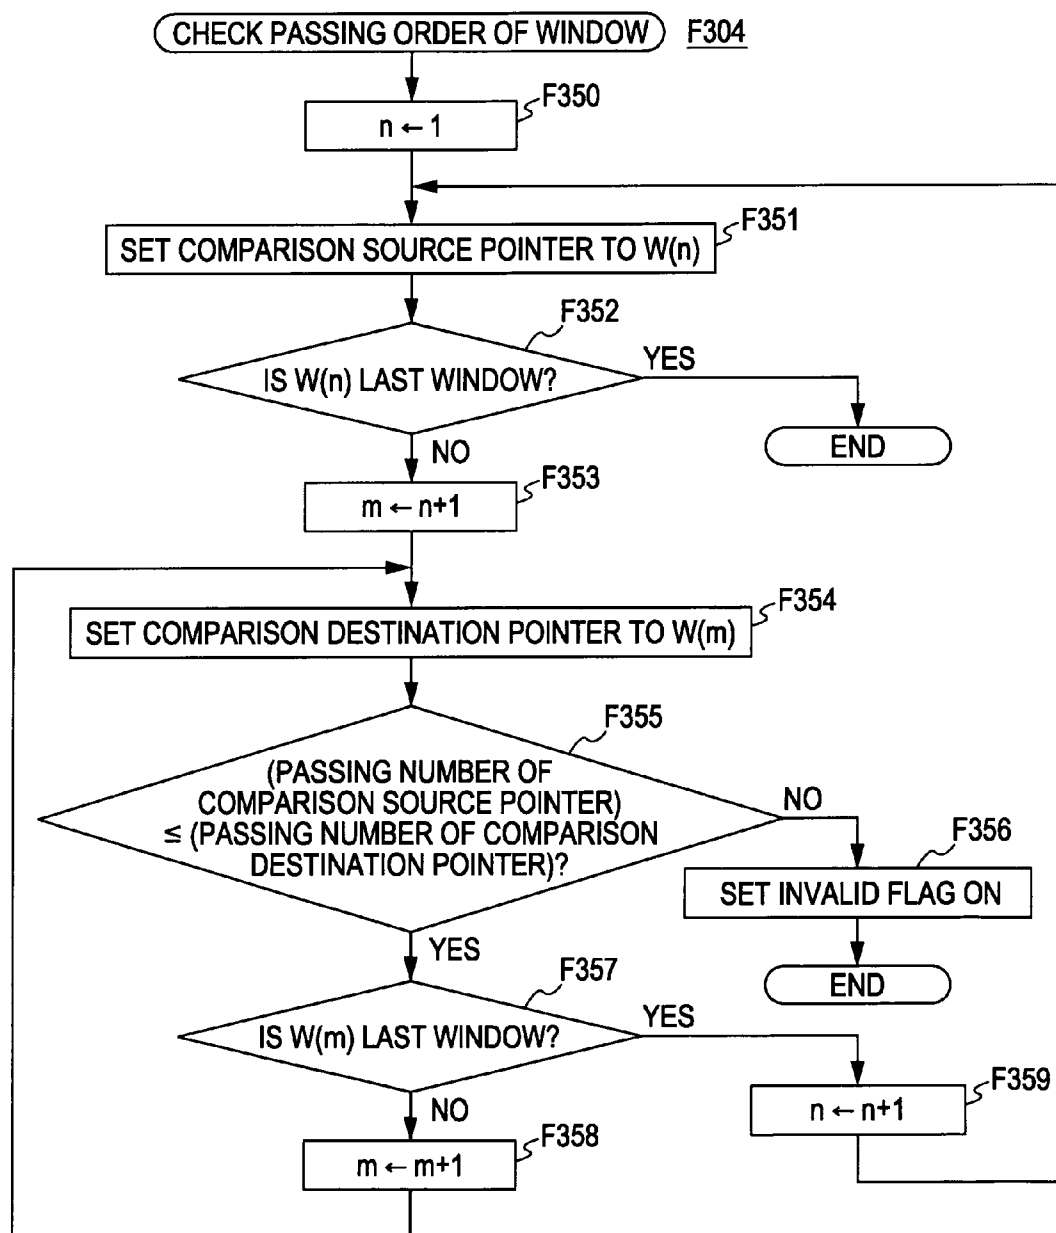 CHECK PASSING ORDER OF WINDOW
F304
F350
n ← 1
F351
SET COMPARISON SOURCE POINTER TO W(n)
F352
IS W(n) LAST WINDOW?
YES
END
NO
F353
m ← n+1
F354
SET COMPARISON DESTINATION POINTER TO W(m)
F355
(PASSING NUMBER OF
COMPARISON SOURCE POINTER)
≤ (PASSING NUMBER OF COMPARISON
DESTINATION POINTER)?
NO
F356
SET INVALID FLAG ON
END
YES
F357
IS W(m) LAST WINDOW?
YES
F359
n ← n+1
NO
F358
m ← m+1